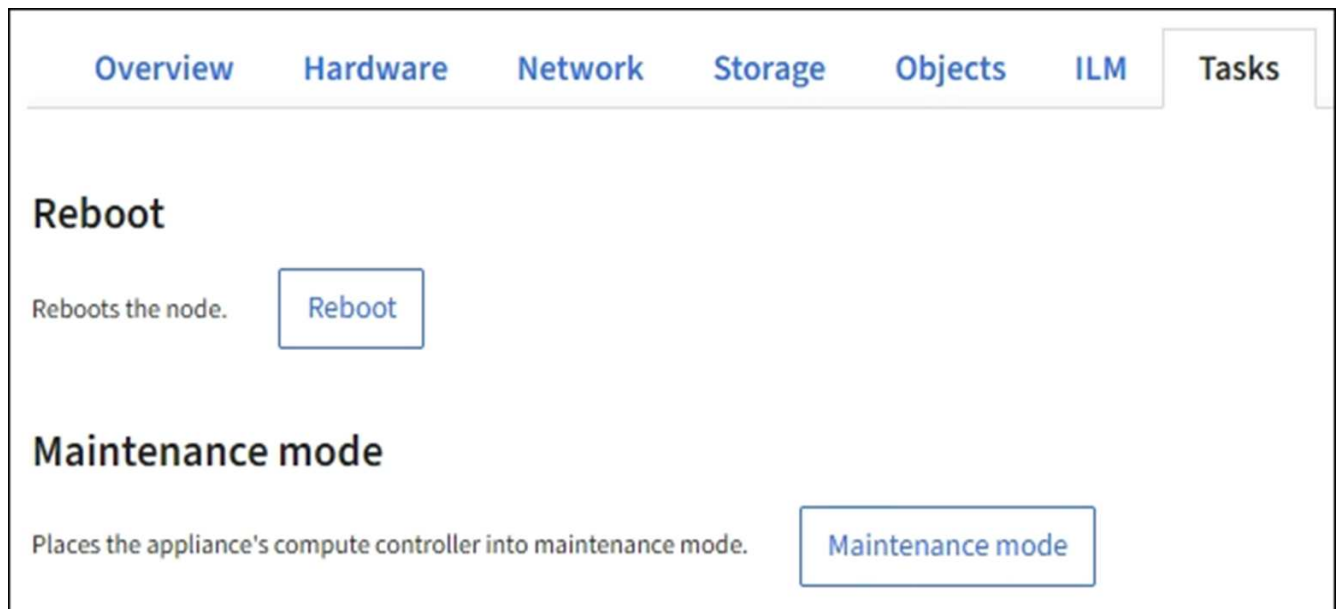 Overview Hardware Network Storage Objects ILM Tasks
Reboot
Reboots the node. Reboot
Maintenance mode
Places the appliance's compute controller into maintenance mode. Maintenance mode